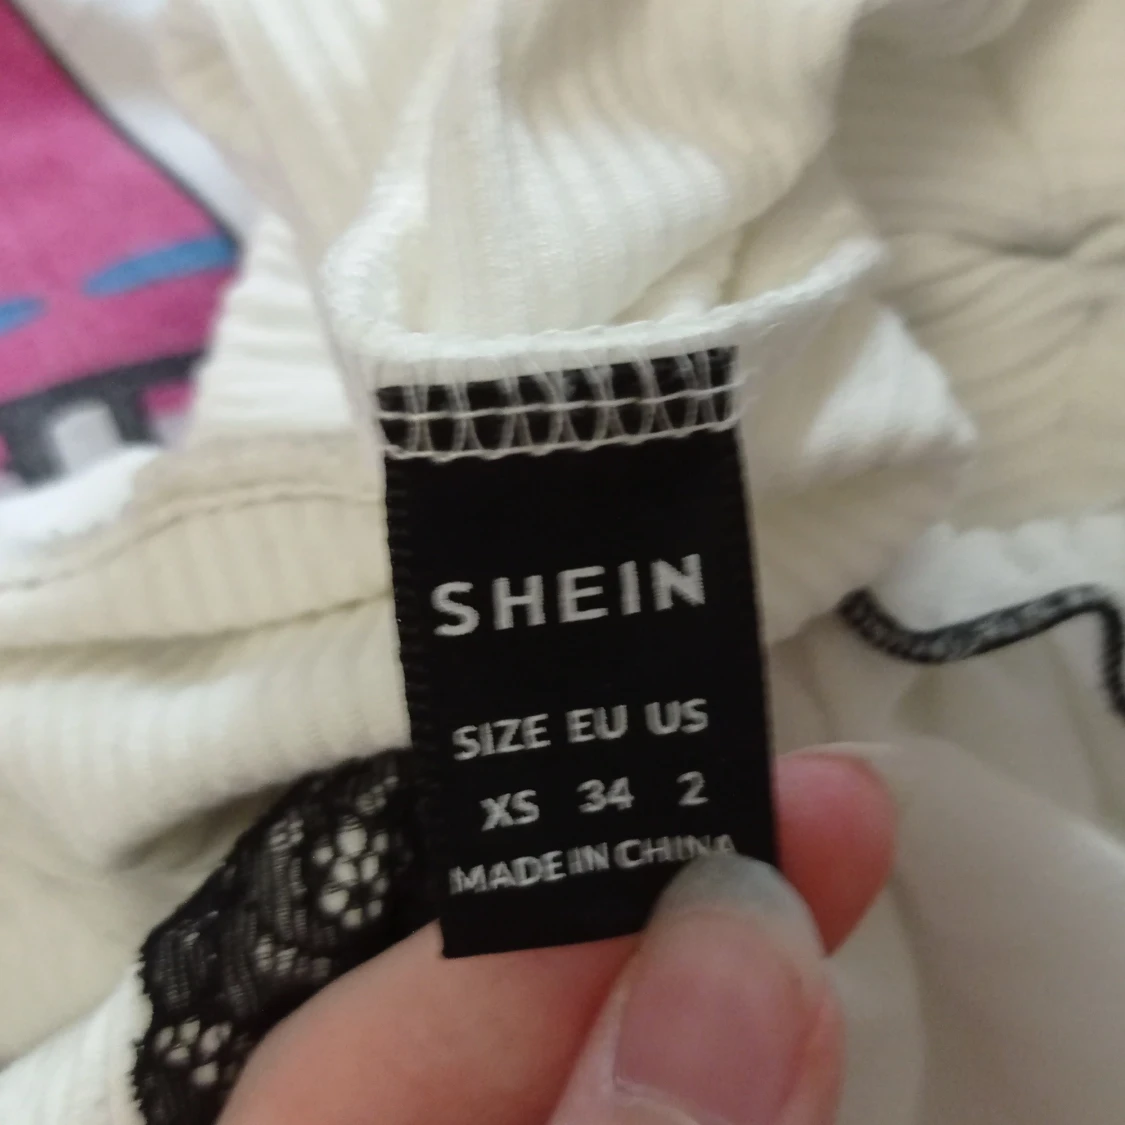 SHEIN
SIZE EU US
XS 34 2
MADE IN CHINA